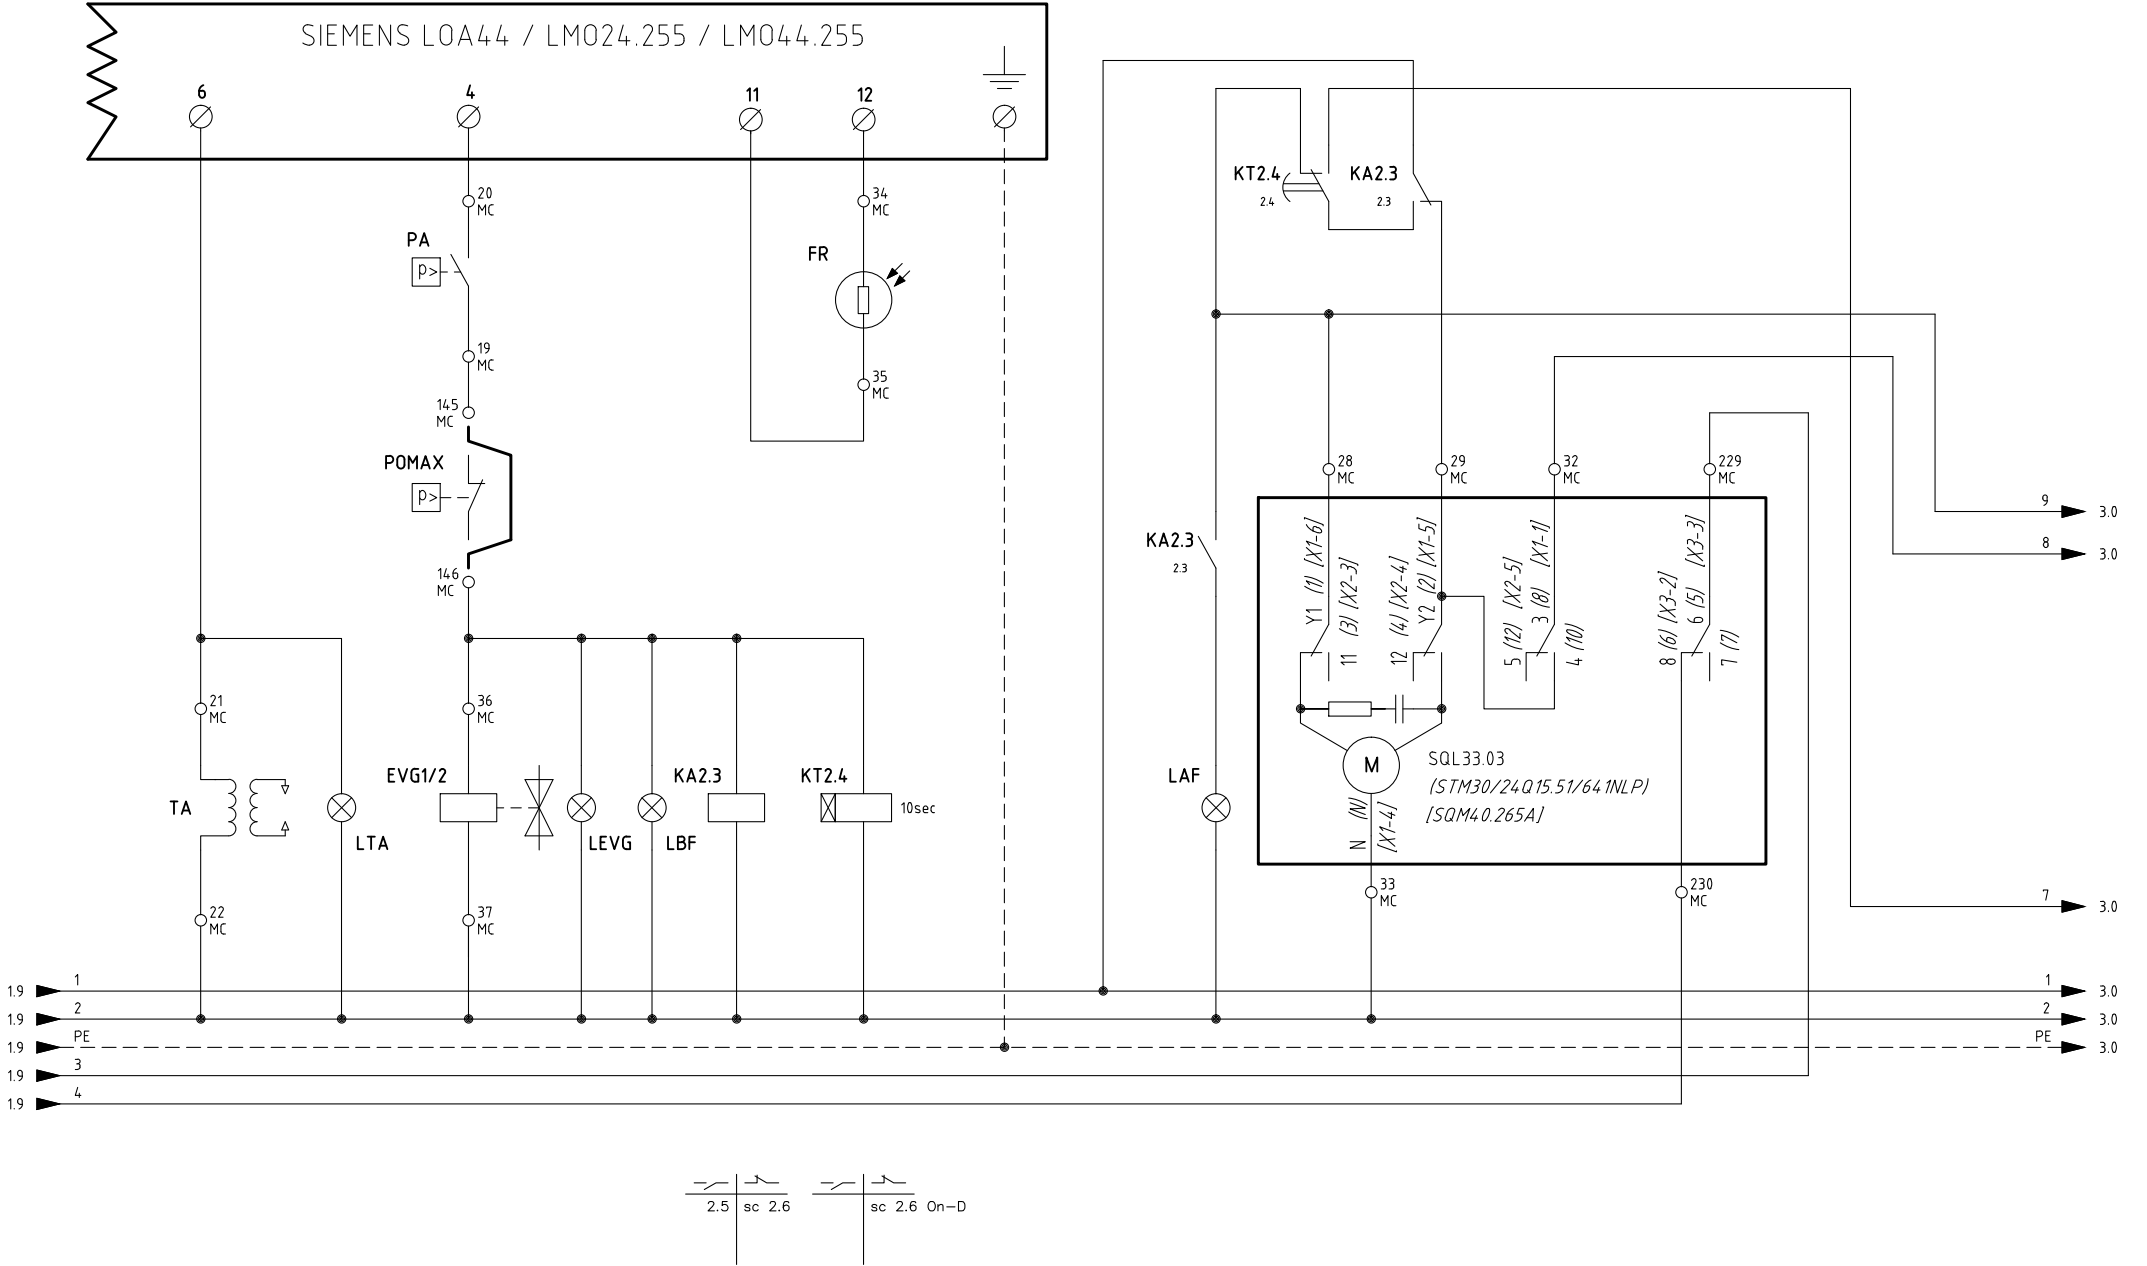 SIEMENS LOA44 / LMO24.255 / LMO44.255
6
4
11
12
20
MC
34
MC
PA
P>
FR
19
MC
35
MC
145
MC
POMAX
P>
146
MC
21
MC
36
MC
TA
LTA
EVG1/2
LEVG
LBF
KA2.3
KT2.4
10sec
22
MC
37
MC
KT2.4
2.4
KA2.3
2.3
28
MC
29
MC
32
MC
229
MC
KA2.3
2.3
Y1 (1) [X1-6]
11 (3) [X2-3]
12 (4) [X2-4]
Y2 (2) [X1-5]
5 (12) [X2-5]
3 (8) [X1-1]
4 (10)
8 (6) [X3-2]
6 (5) [X3-3]
7 (7)
LAF
M
SQL33.03
(STM30/24Q15.51/641NLP)
[SQM40.265A]
N (N)
[X1-4]
33
MC
230
MC
9 3.0
8 3.0
7 3.0
1.9 1 1 3.0
1.9 2 2 3.0
1.9 PE PE 3.0
1.9 3
1.9 4
2.5 sc 2.6
sc 2.6 On-D